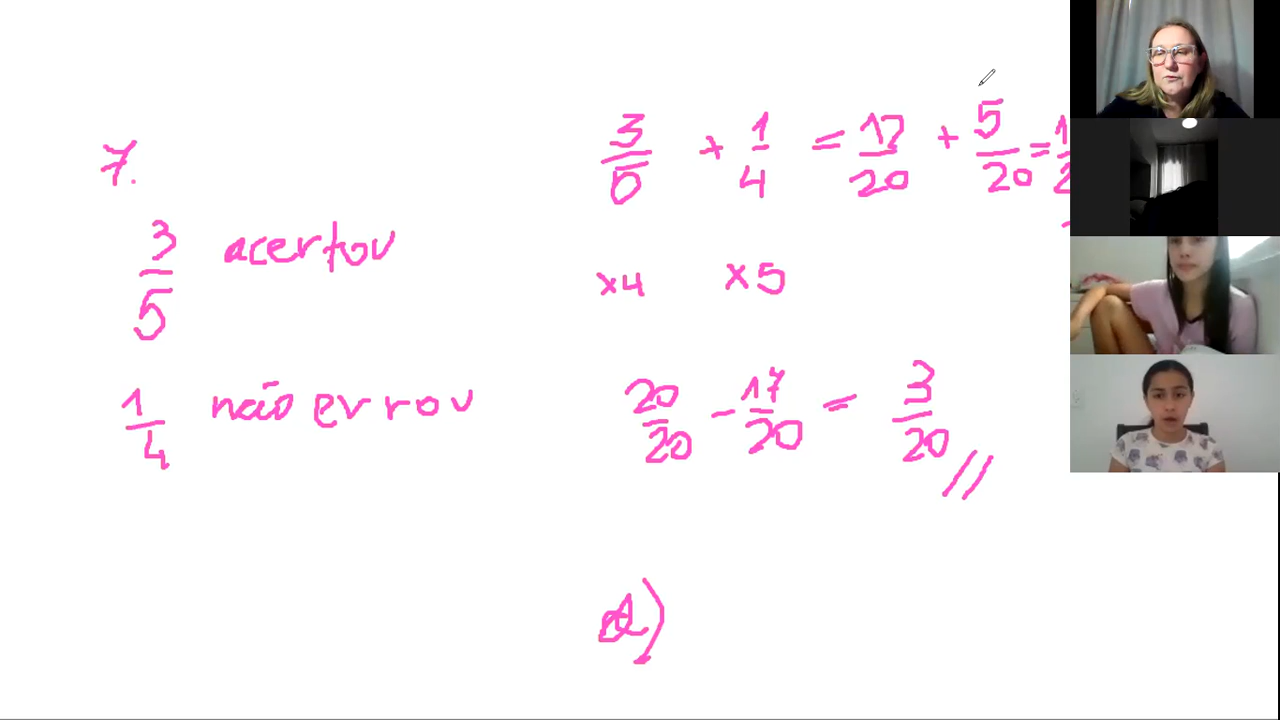 7.
3/5 acertou
1/4 não errou
3/5 + 1/4 = 12/20 + 5/20 =
×4 ×5
20/20 - 17/20 = 3/20 //